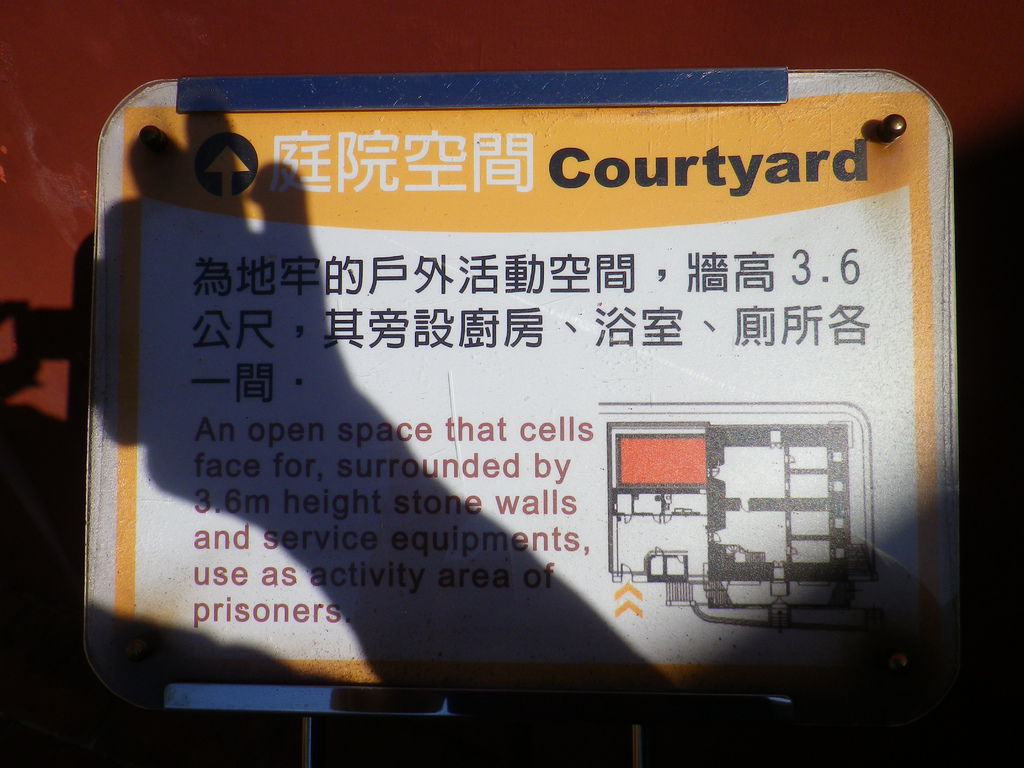 庭院空間 Courtyard
為地牢的戶外活動空間，牆高 3.6
公尺，其旁設廚房、浴室、廁所各
一間．
An open space that cells
face for, surrounded by
3.6m height stone walls
and service equipments,
use as activity area of
prisoners.